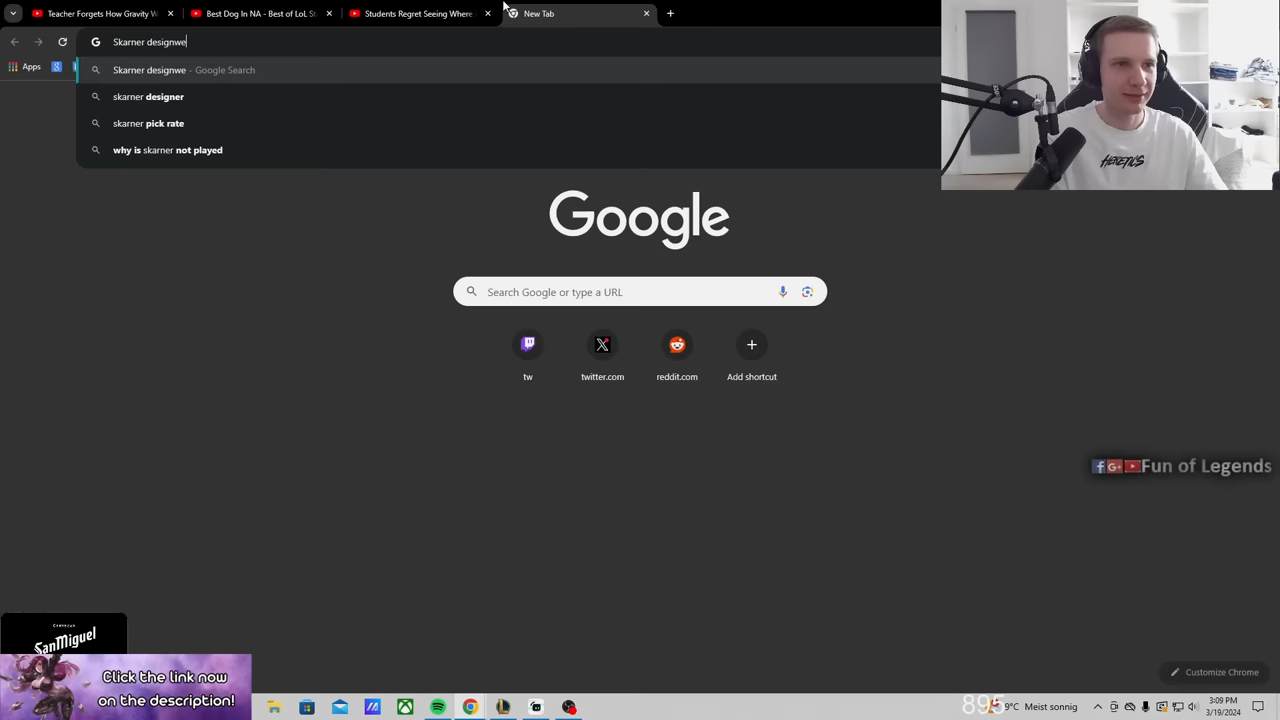 Teacher Forgets How Gravity W
Best Dog In NA - Best of LoL St
Students Regret Seeing Where
New Tab
Skarner designwe
Apps
Skarner designwe - Google Search
skarner designer
skarner pick rate
why is skarner not played
HERETICS
Google
Search Google or type a URL
tw
twitter.com
reddit.com
Add shortcut
Fun of Legends
SanMiguel
Click the link now
on the description!
Customize Chrome
895
9°C Meist sonnig
3:09 PM
3/19/2024